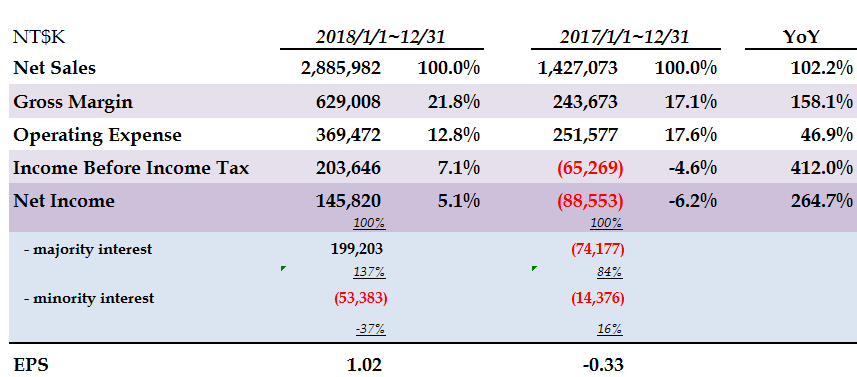 NT$K 2018/1/1~12/31 2017/1/1~12/31 YoY
Net Sales 2,885,982 100.0% 1,427,073 100.0% 102.2%
Gross Margin 629,008 21.8% 243,673 17.1% 158.1%
Operating Expense 369,472 12.8% 251,577 17.6% 46.9%
Income Before Income Tax 203,646 7.1% (65,269) -4.6% 412.0%
Net Income 145,820 5.1% (88,553) -6.2% 264.7%
100% 100%
- majority interest 199,203 (74,177)
137% 84%
- minority interest (53,383) (14,376)
-37% 16%
EPS 1.02 -0.33